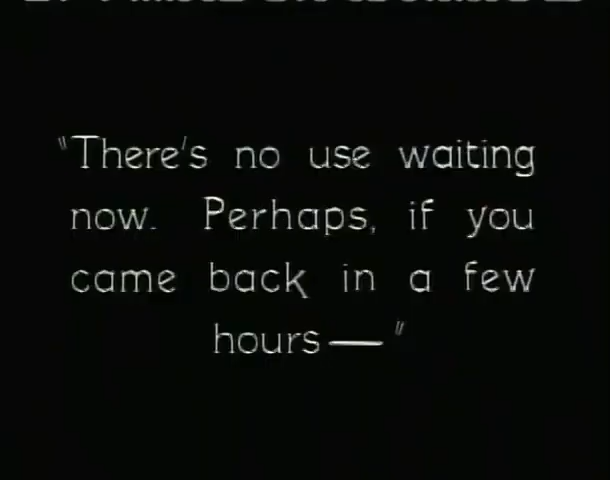 "There's no use waiting
now. Perhaps, if you
came back in a few
hours—"